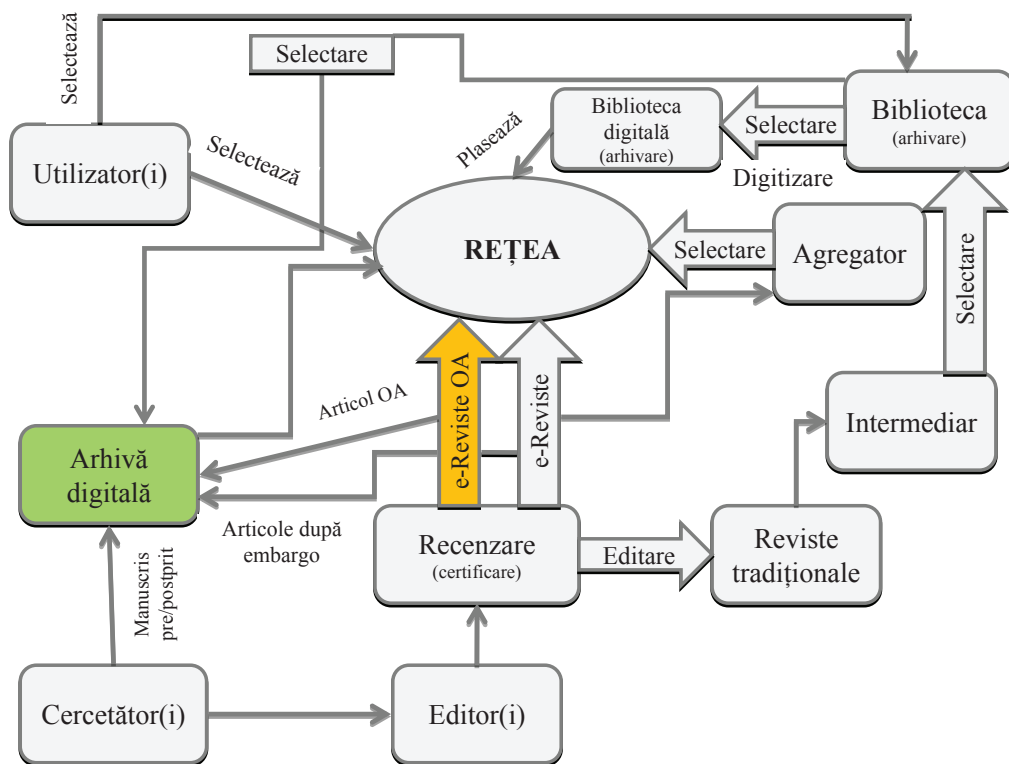 Selectează
Selectare
Biblioteca
digitală
(arhivare)
Selectare
Biblioteca
(arhivare)
Utilizator(i)
Selectează
Plasează
Digitizare
REȚEA
Selectare
Agregator
Selectare
Articol OA
e-Reviste OA
e-Reviste
Intermediar
Arhivă
digitală
Articole după
embargo
Recenzare
(certificare)
Editare
Reviste
tradiționale
Manuscris
pre/postprit
Cercetător(i)
Editor(i)